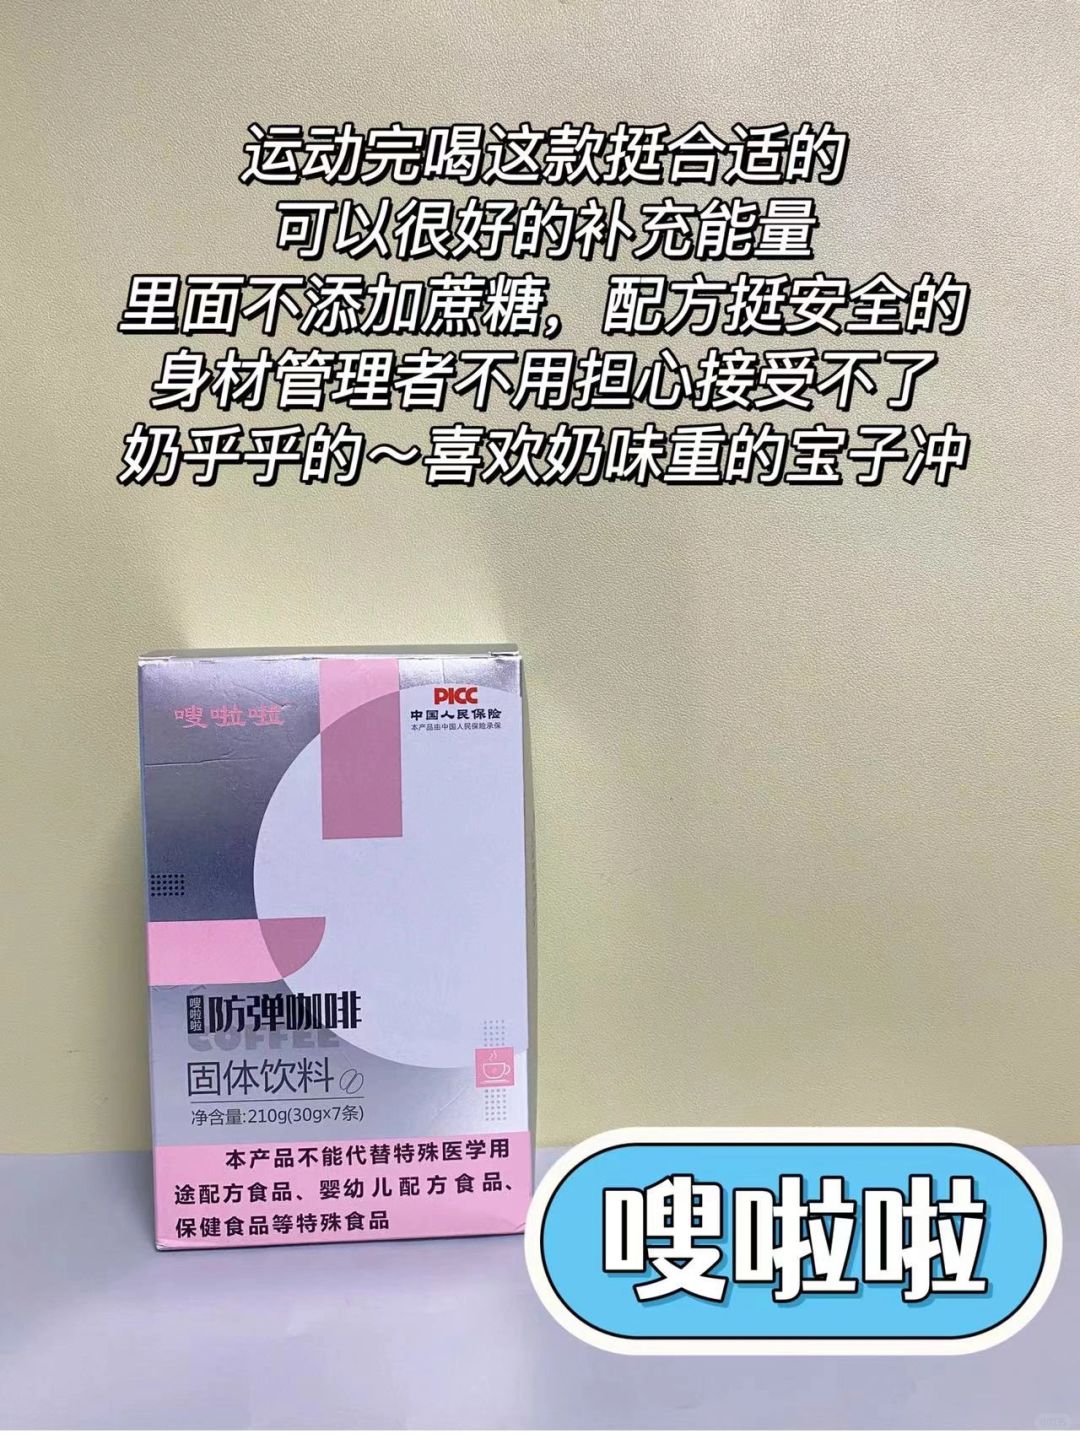 运动完喝这款挺合适的
可以很好的补充能量
里面不添加蔗糖，配方挺安全的
身材管理者不用担心接受不了
奶乎乎的～喜欢奶味重的宝子冲
嗖啦啦
PICC
中国人民保险
本产品由中国人民保险承保
嗖啦啦
防弹咖啡
COFFEE
固体饮料
净含量:210g(30g×7条)
本产品不能代替特殊医学用
途配方食品、婴幼儿配方食品、
保健食品等特殊食品
嗖啦啦